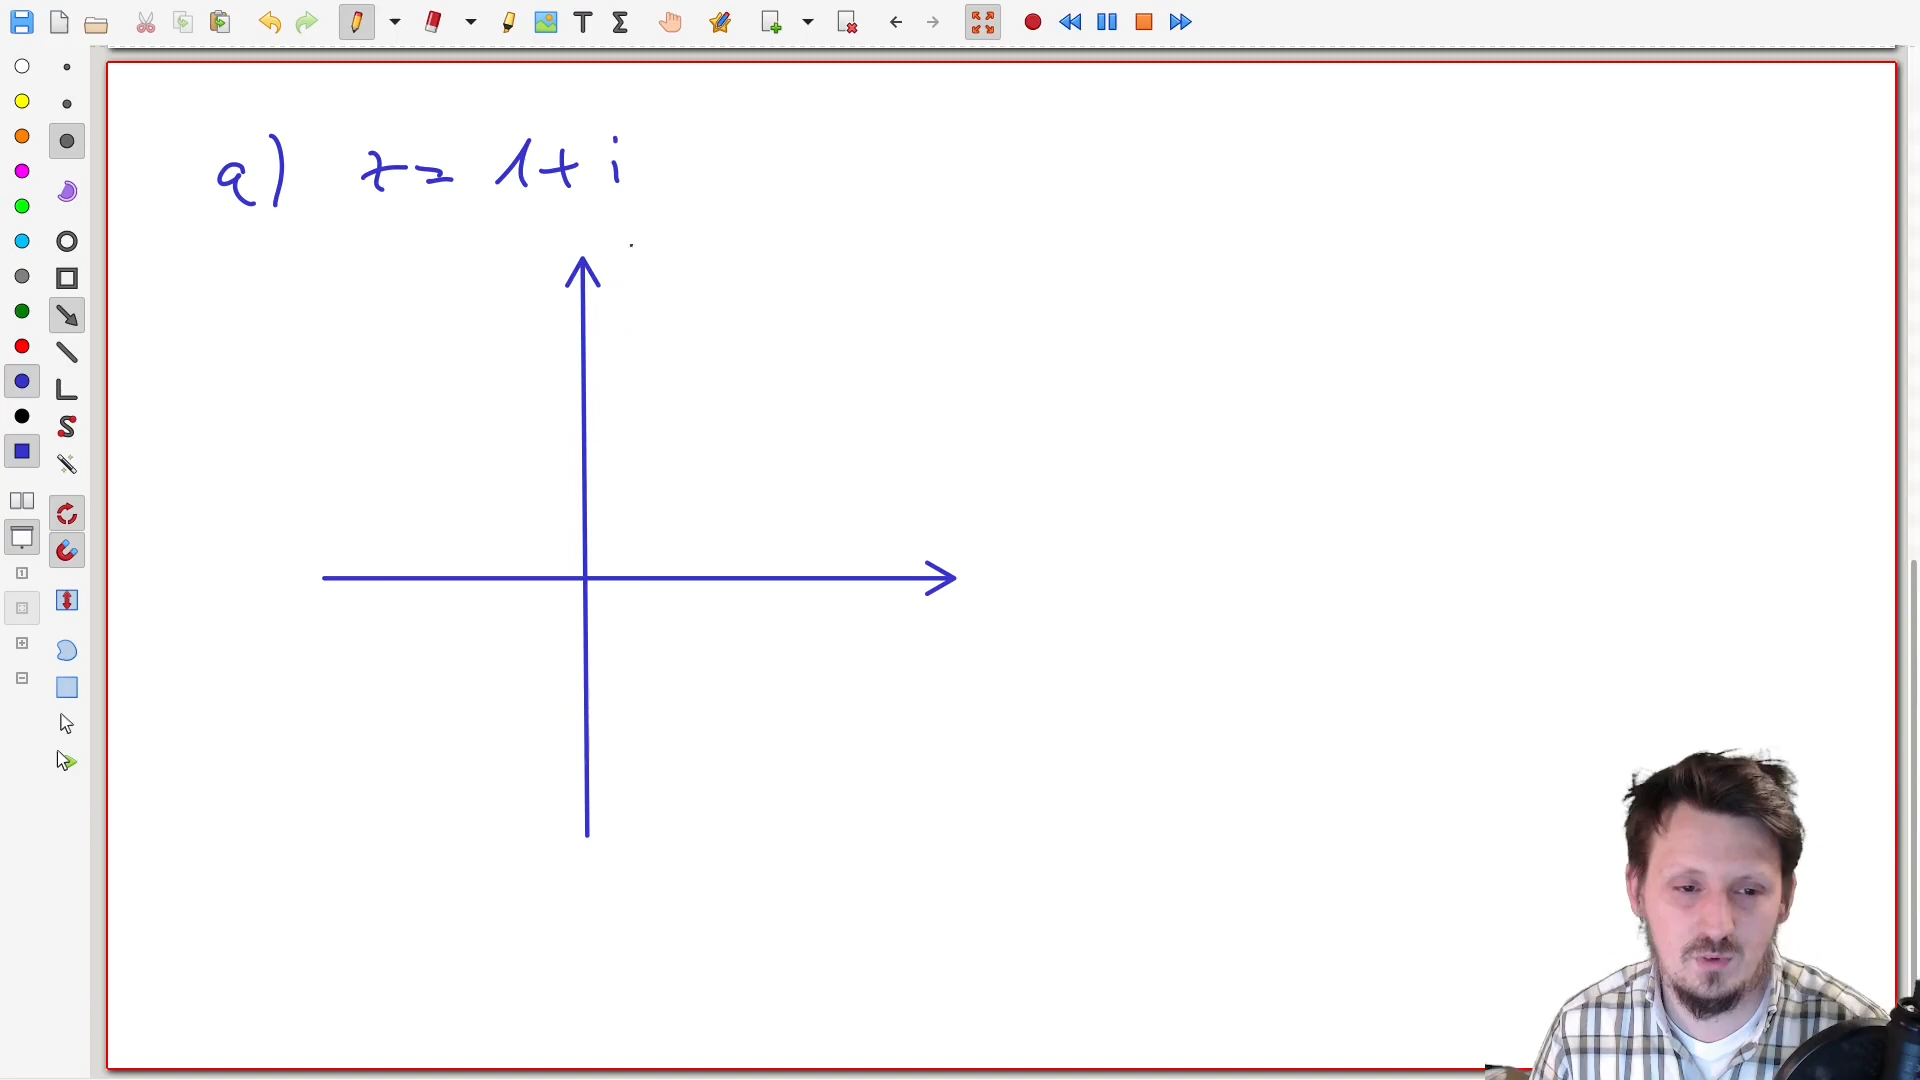 a) z = 1 + i